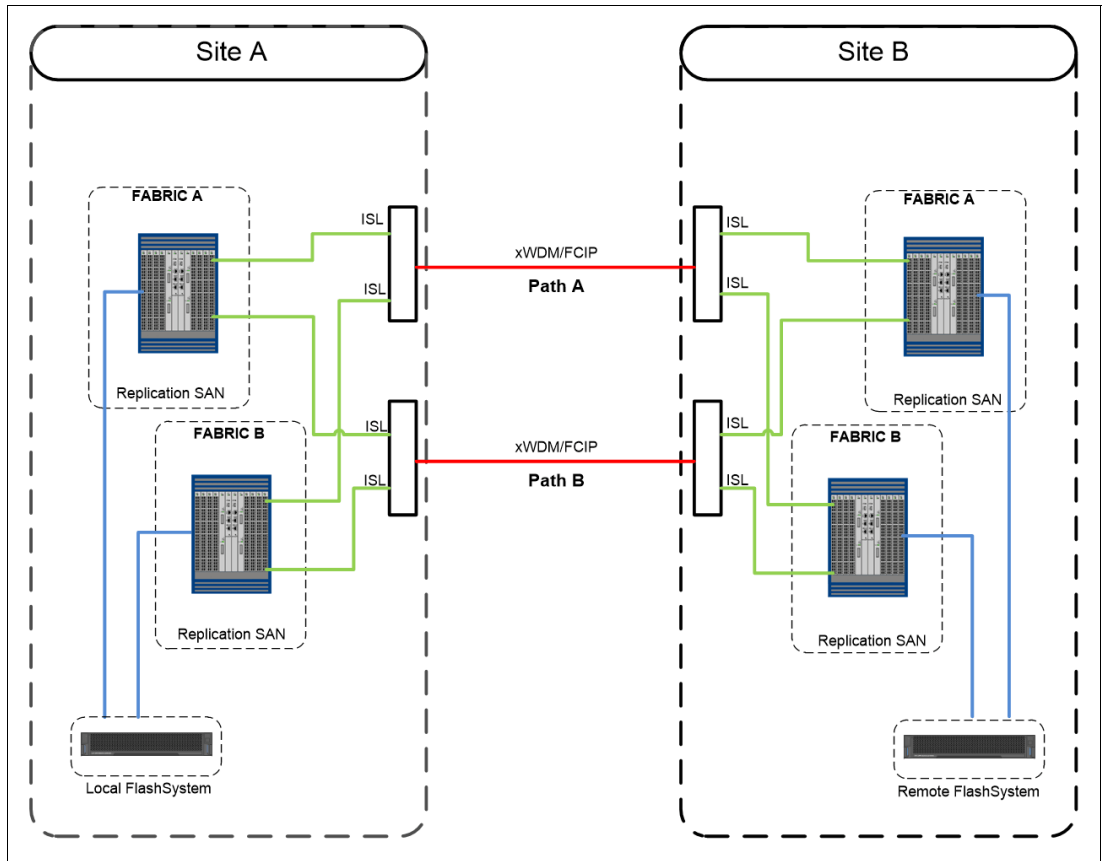 Site A
Site B
FABRIC A
Replication SAN
FABRIC B
Replication SAN
Local FlashSystem
ISL
ISL
ISL
ISL
xWDM/FCIP
Path A
xWDM/FCIP
Path B
ISL
ISL
ISL
ISL
FABRIC A
Replication SAN
FABRIC B
Replication SAN
Remote FlashSystem